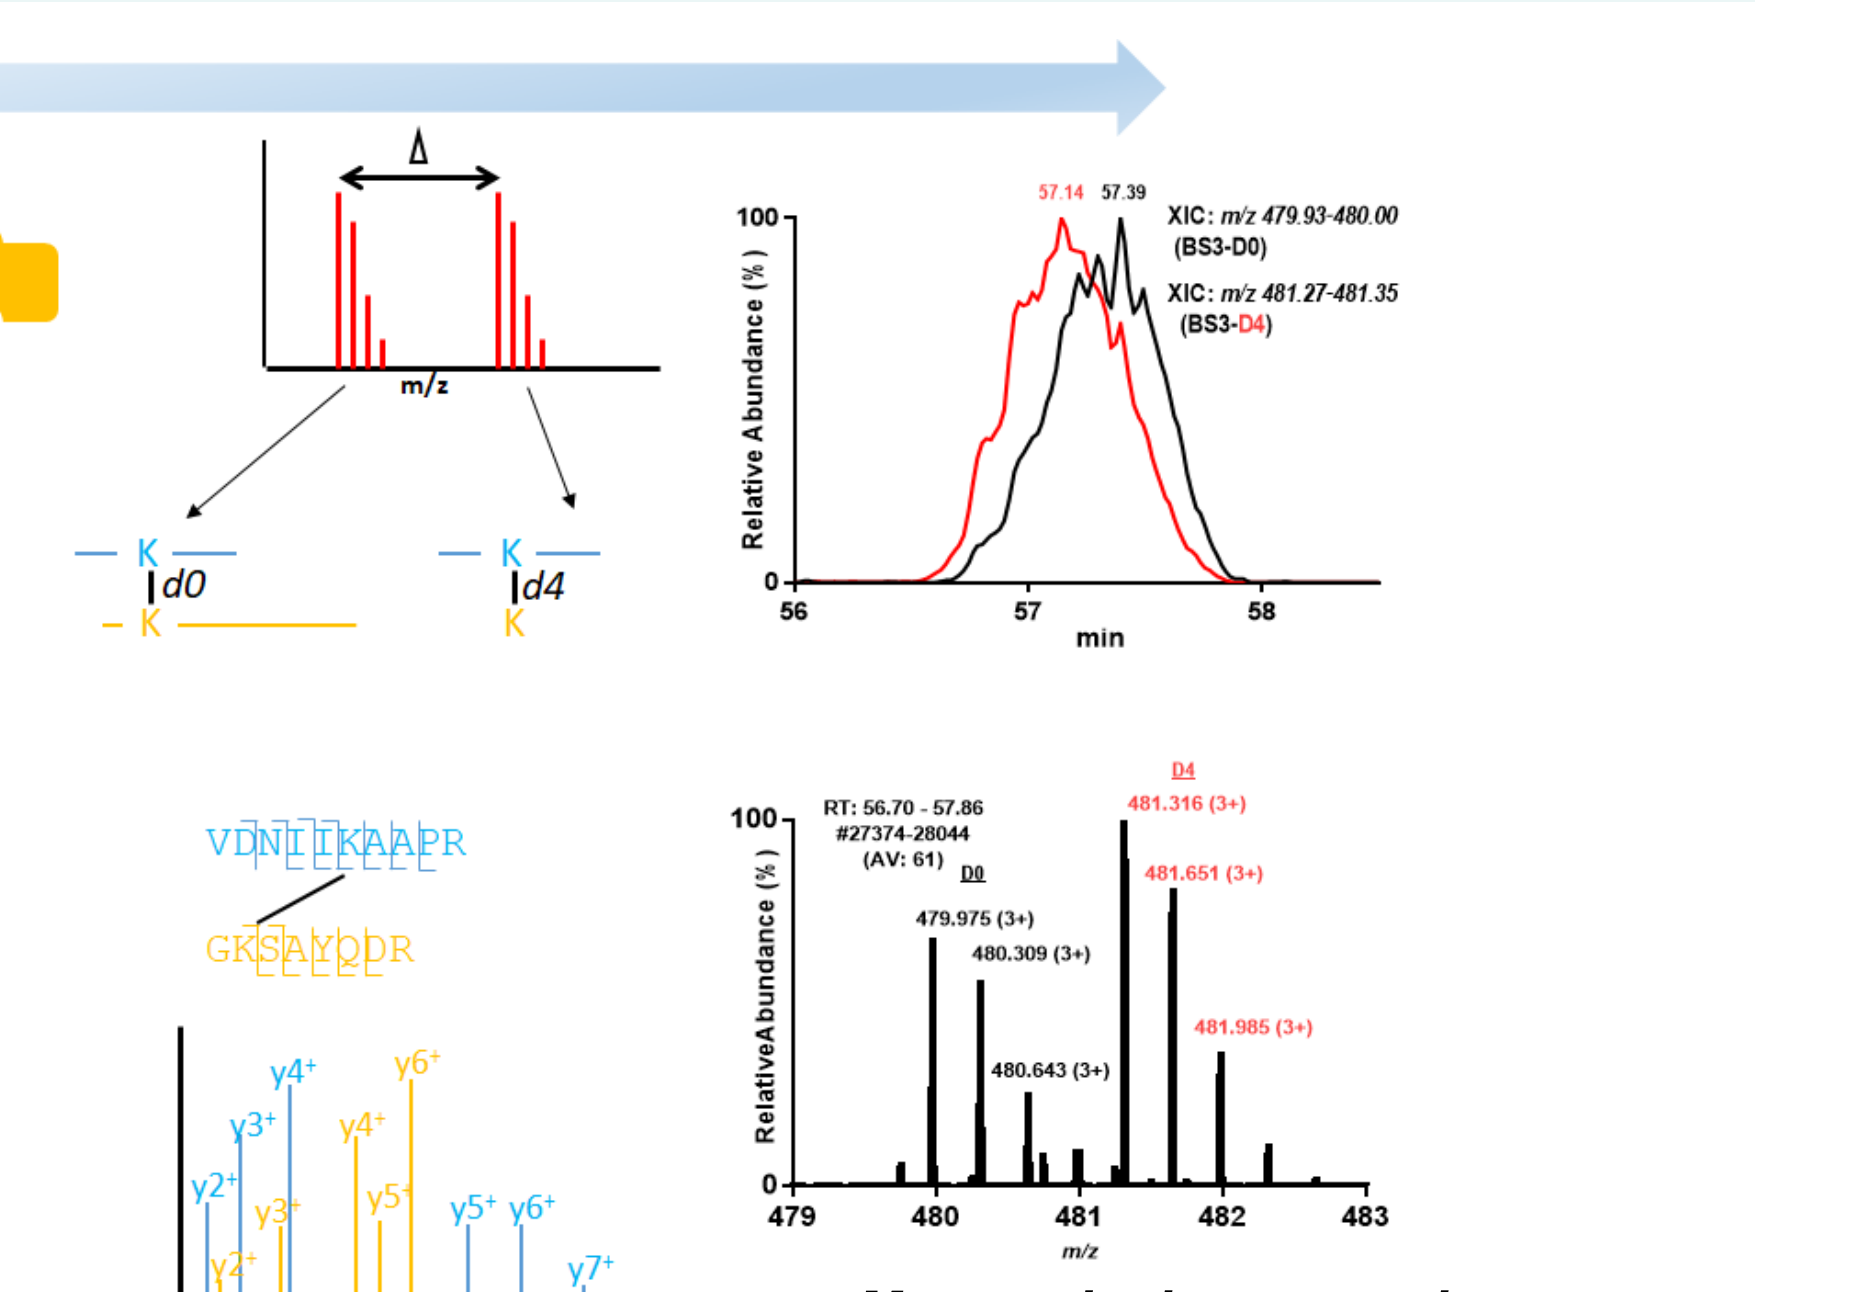 Δ
m/z
K
d0
K
K
d4
K
57.14 57.39
XIC: m/z 479.93-480.00
(BS3-D0)
XIC: m/z 481.27-481.35
(BS3-D4)
Relative Abundance (%)
100
0
56 57 58
min
VDNIIKAAPR
GKSAYQDR
y2+
y3+
y4+
y2+
y3+
y4+
y5+
y6+
y5+
y6+
y7+
D4
481.316 (3+)
RT: 56.70 - 57.86
#27374-28044
(AV: 61)
D0
481.651 (3+)
479.975 (3+)
480.309 (3+)
481.985 (3+)
480.643 (3+)
RelativeAbundance (%)
100
0
479 480 481 482 483
m/z